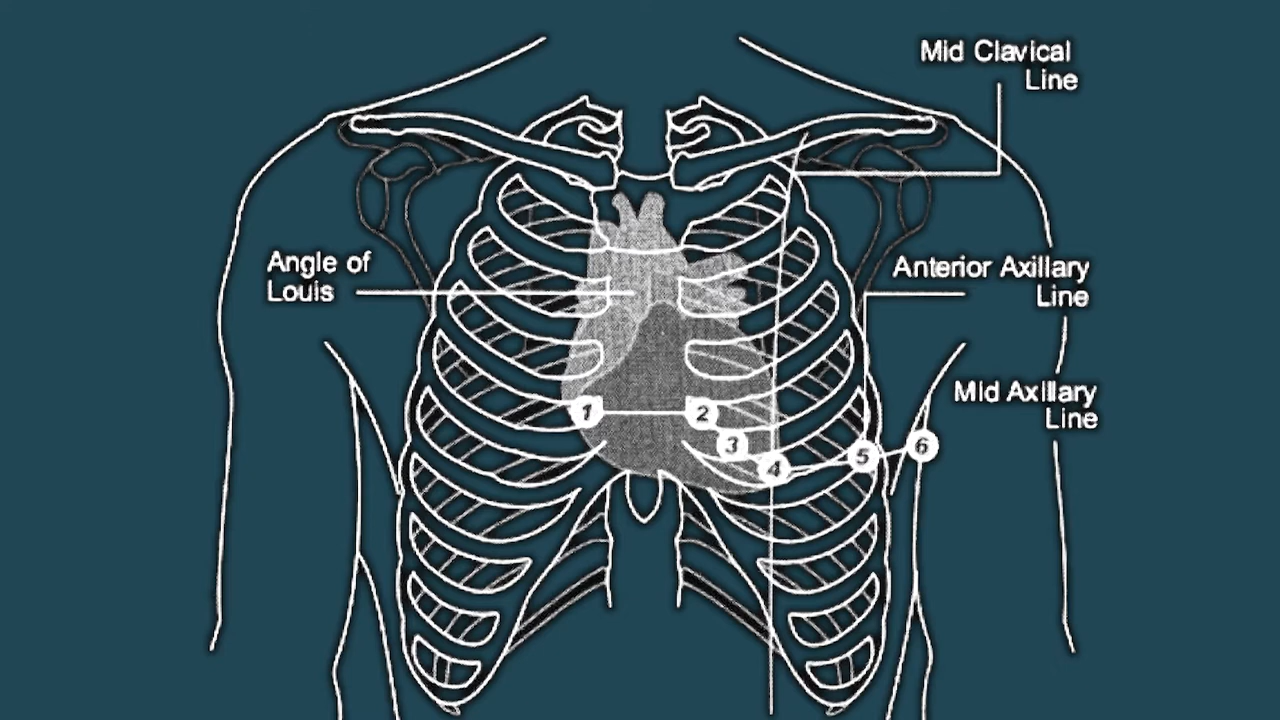 Mid Clavical
Line
Angle of
Louis
Anterior Axillary
Line
Mid Axillary
Line
1
2
3
4
5
6